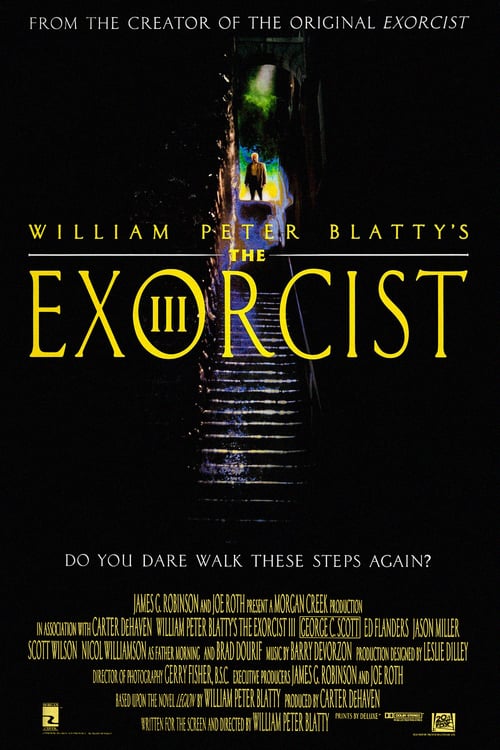 FROM THE CREATOR OF THE ORIGINAL EXORCIST
WILLIAM PETER BLATTY'S
THE
EXORCIST
III
DO YOU DARE WALK THESE STEPS AGAIN?
JAMES G. ROBINSON AND JOE ROTH PRESENT A MORGAN CREEK PRODUCTION
IN ASSOCIATION WITH CARTER DEHAVEN WILLIAM PETER BLATTY'S THE EXORCIST III GEORGE C. SCOTT ED FLANDERS JASON MILLER
SCOTT WILSON NICOL WILLIAMSON AS FATHER MORNING AND BRAD DOURIF MUSIC BY BARRY DEVORZON PRODUCTION DESIGNED BY LESLIE DILLEY
DIRECTOR OF PHOTOGRAPHY GERRY FISHER, B.S.C. EXECUTIVE PRODUCERS JAMES G. ROBINSON AND JOE ROTH
BASED UPON THE NOVEL LEGION BY WILLIAM PETER BLATTY PRODUCED BY CARTER DEHAVEN
WRITTEN FOR THE SCREEN AND DIRECTED BY WILLIAM PETER BLATTY
PRINTS BY DELUXE
MORGAN CREEK